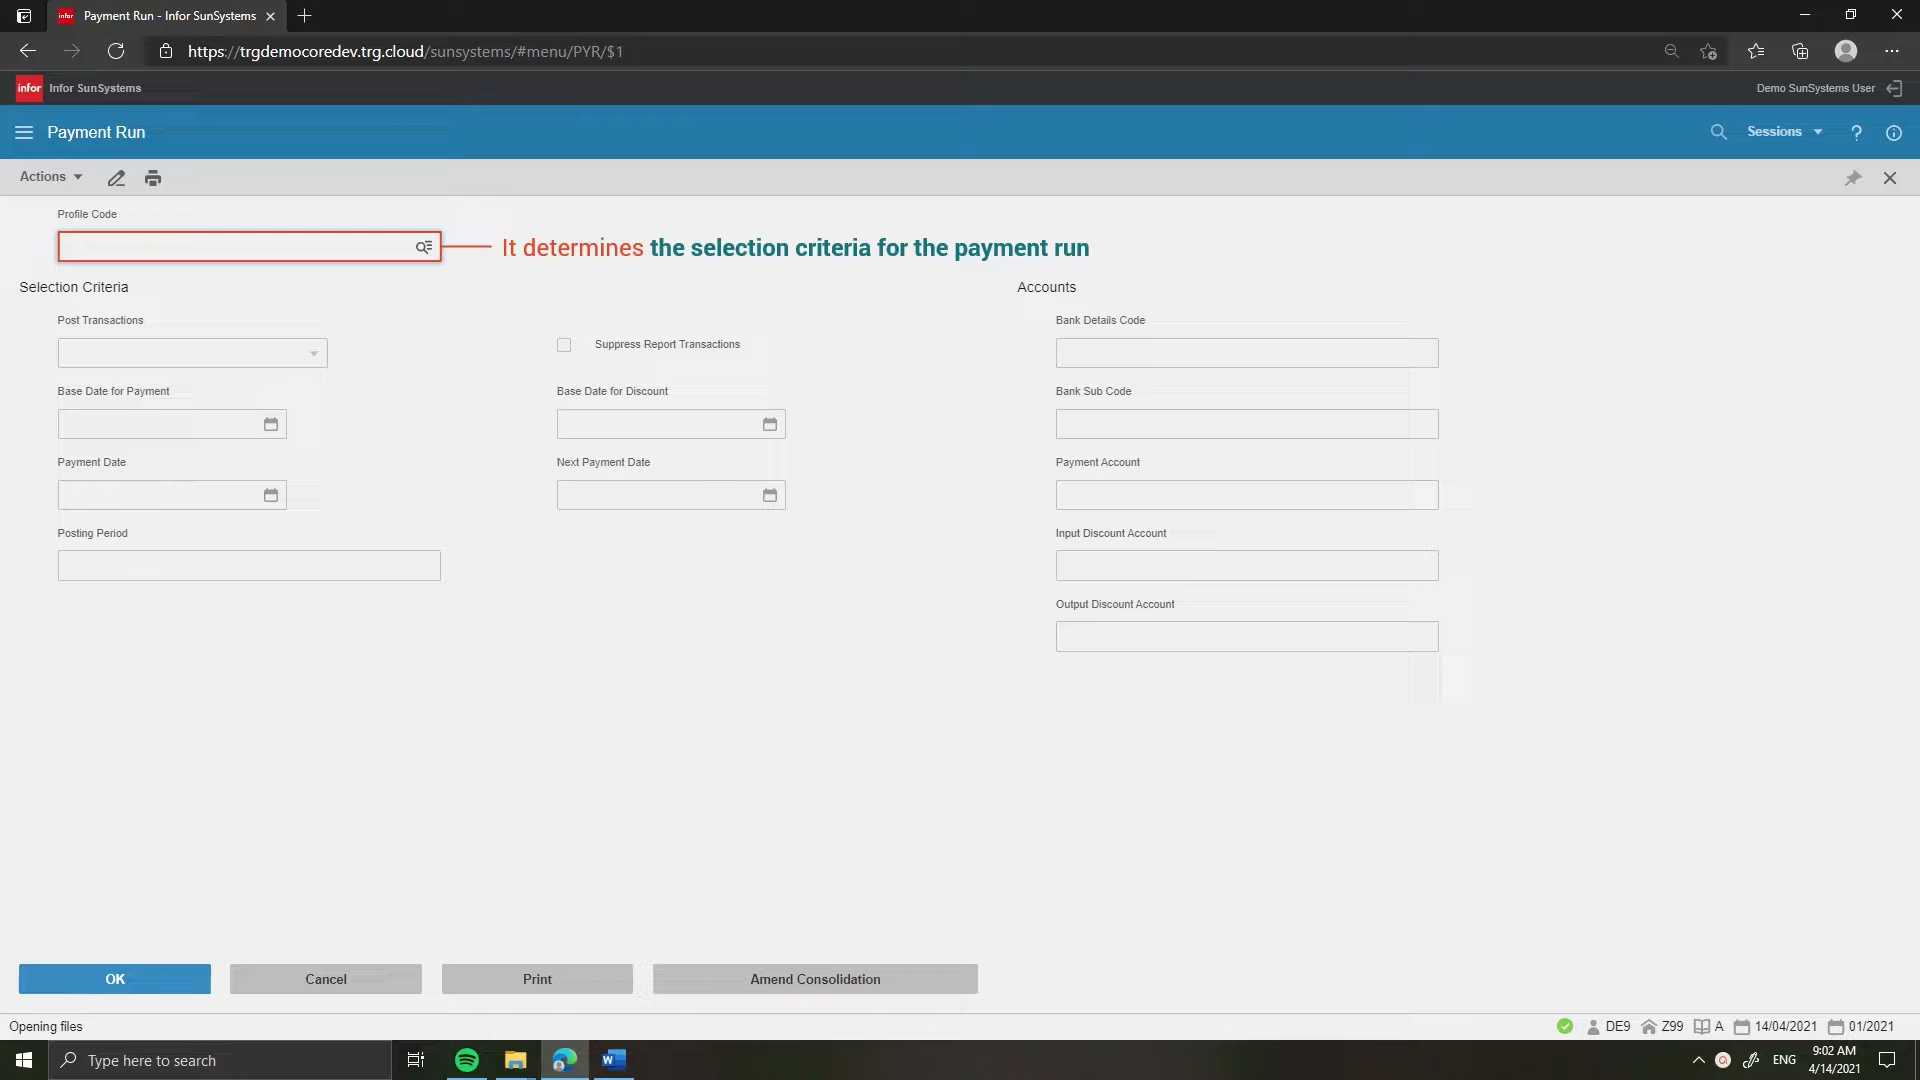 Payment Run - Infor SunSystems
https://trgdemocoredev.trg.cloud/sunsystems/#menu/PYR/$1
infor Infor SunSystems
Demo SunSystems User
Payment Run
Sessions
Actions
Profile Code
It determines the selection criteria for the payment run
Selection Criteria
Accounts
Post Transactions
Bank Details Code
Suppress Report Transactions
Base Date for Payment
Base Date for Discount
Bank Sub Code
Payment Date
Next Payment Date
Payment Account
Posting Period
Input Discount Account
Output Discount Account
OK
Cancel
Print
Amend Consolidation
Opening files
DE9
Z99
A
14/04/2021
01/2021
Type here to search
ENG
9:02 AM
4/14/2021